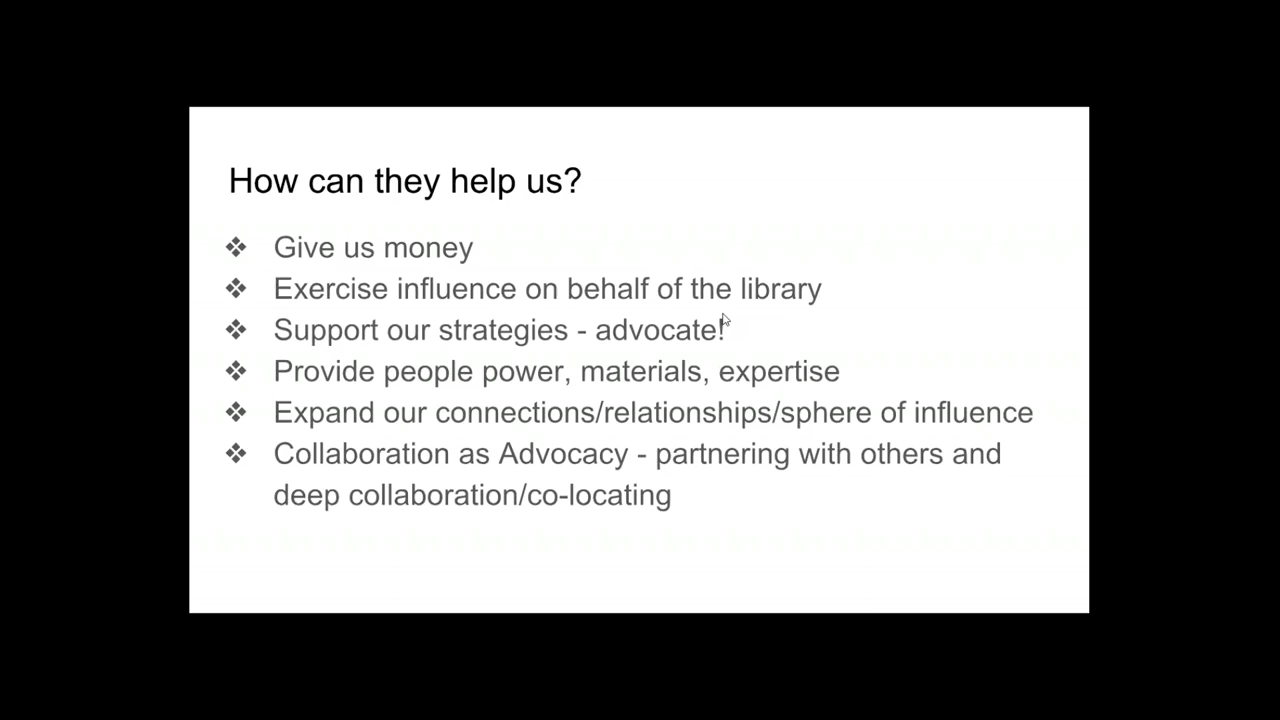 How can they help us?
❖ Give us money
❖ Exercise influence on behalf of the library
❖ Support our strategies - advocate!
❖ Provide people power, materials, expertise
❖ Expand our connections/relationships/sphere of influence
❖ Collaboration as Advocacy - partnering with others and
deep collaboration/co-locating